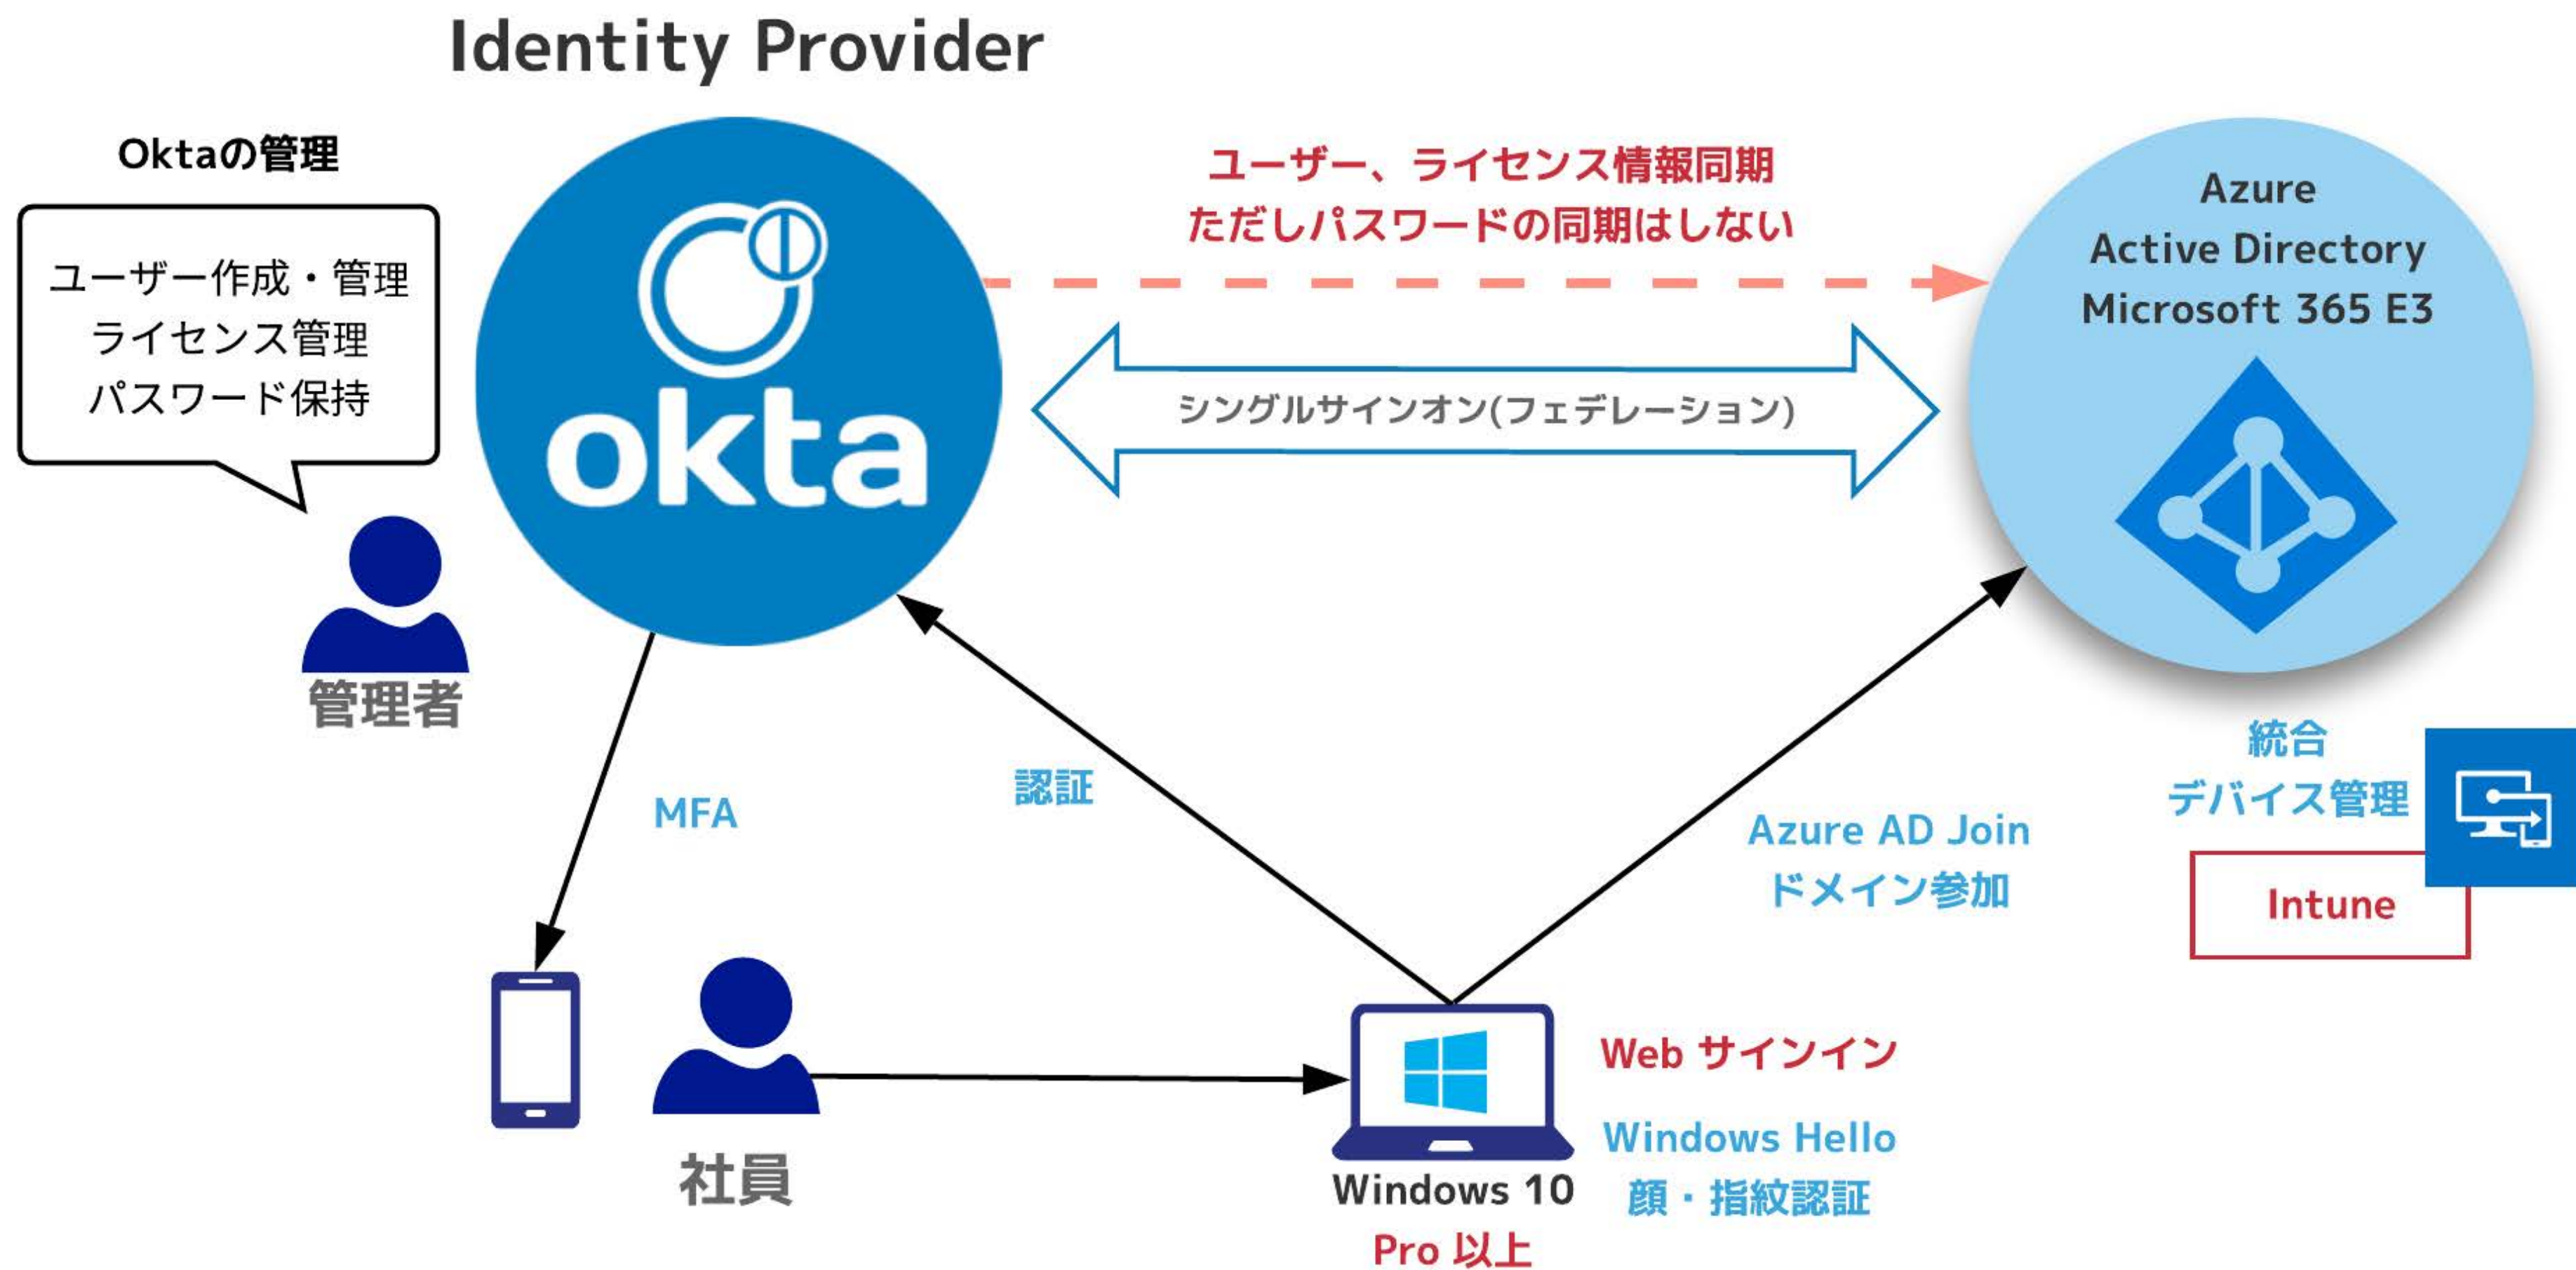 Identity Provider
Oktaの管理
ユーザー作成・管理
ライセンス管理
パスワード保持
管理者
okta
ユーザー、ライセンス情報同期
ただしパスワードの同期はしない
シングルサインオン(フェデレーション)
Azure
Active Directory
Microsoft 365 E3
MFA
認証
Azure AD Join
ドメイン参加
統合
デバイス管理
Intune
社員
Windows 10
Pro 以上
Web サインイン
Windows Hello
顔・指紋認証